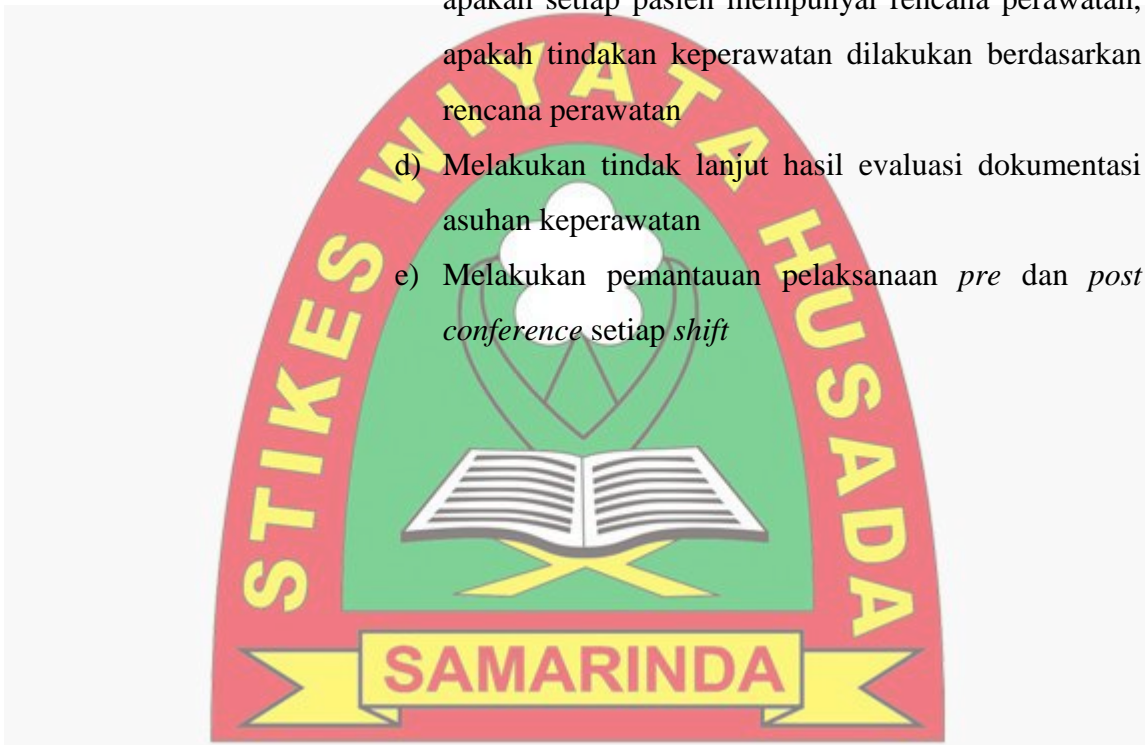 apakah setiap pasien mempunyai rencana perawatan,
apakah tindakan keperawatan dilakukan berdasarkan
rencana perawatan
d) Melakukan tindak lanjut hasil evaluasi dokumentasi
asuhan keperawatan
e) Melakukan pemantauan pelaksanaan pre dan post
conference setiap shift
STIKES WIYATA HUSADA
SAMARINDA